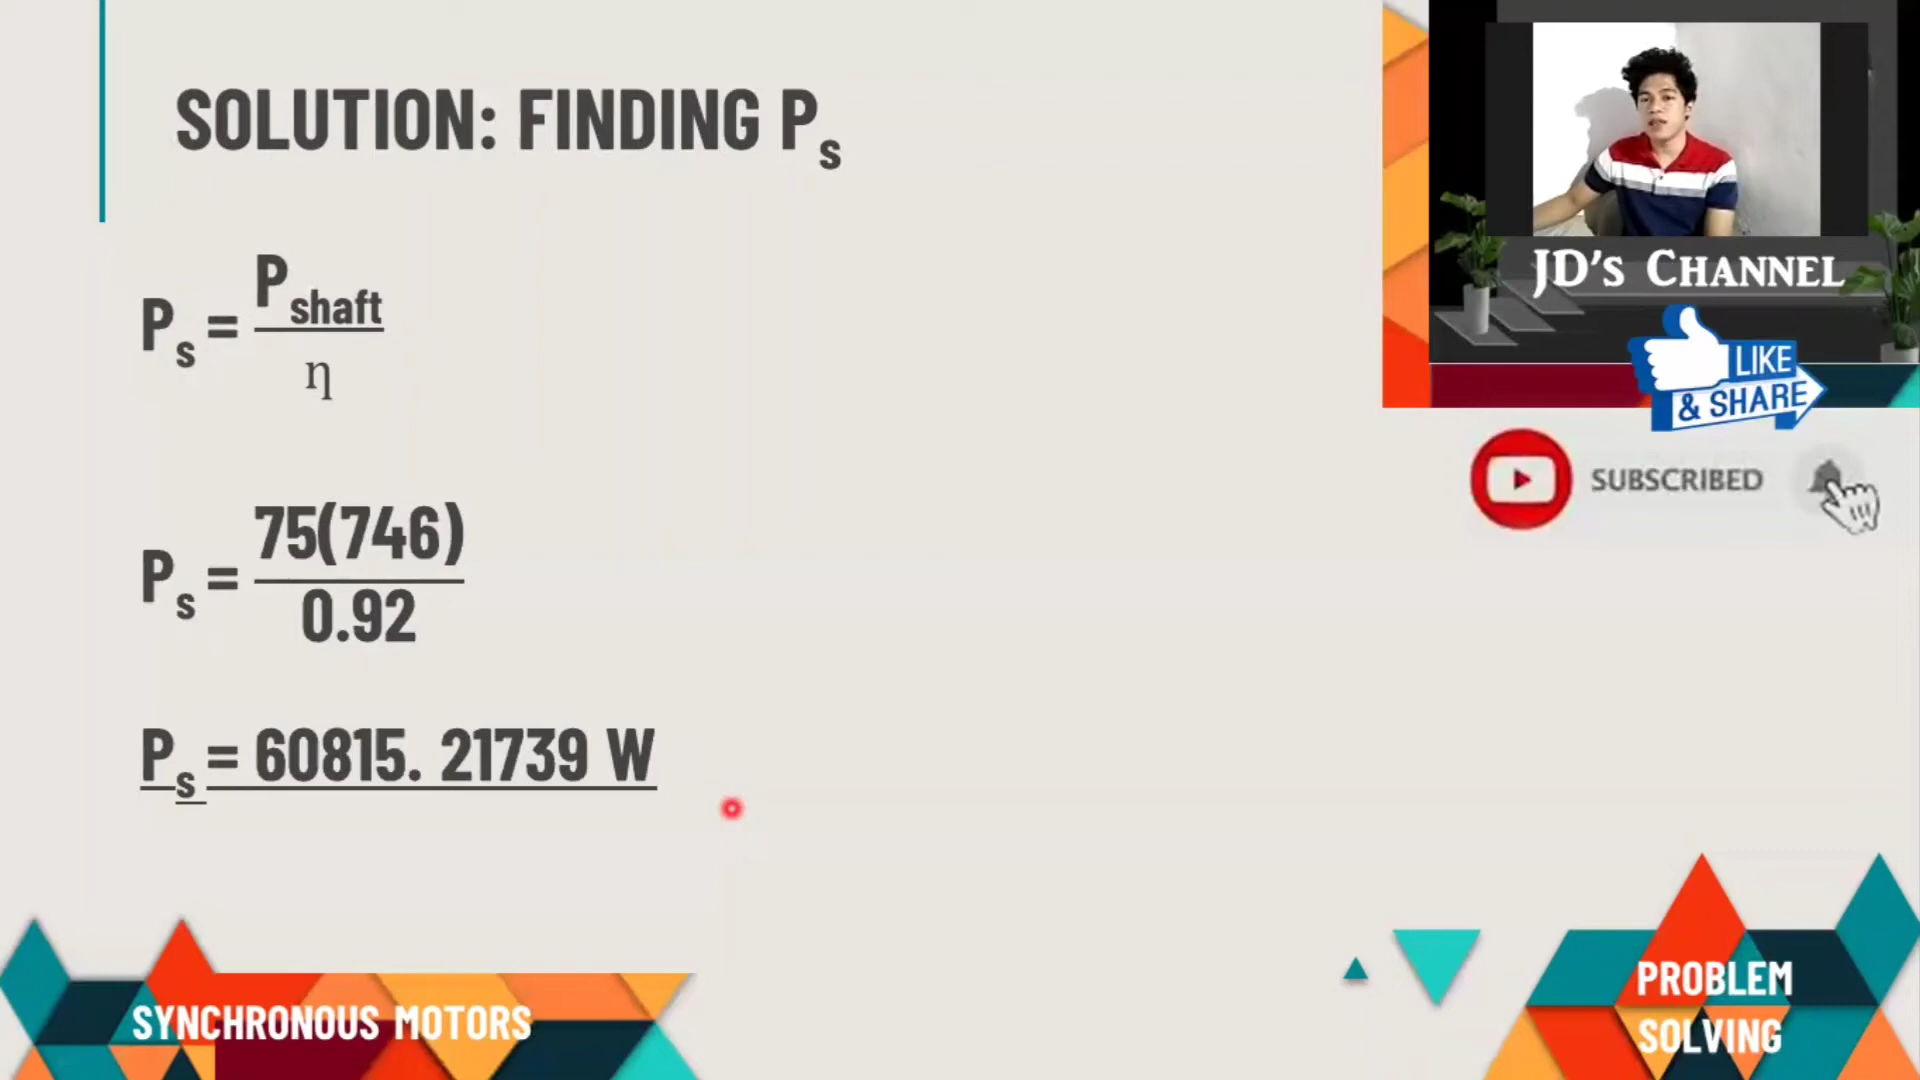 SOLUTION: FINDING Ps
Ps = Pshaft
η
Ps = 75(746)
0.92
Ps = 60815. 21739 W
JD's Channel
LIKE
& SHARE
SUBSCRIBED
SYNCHRONOUS MOTORS
PROBLEM
SOLVING